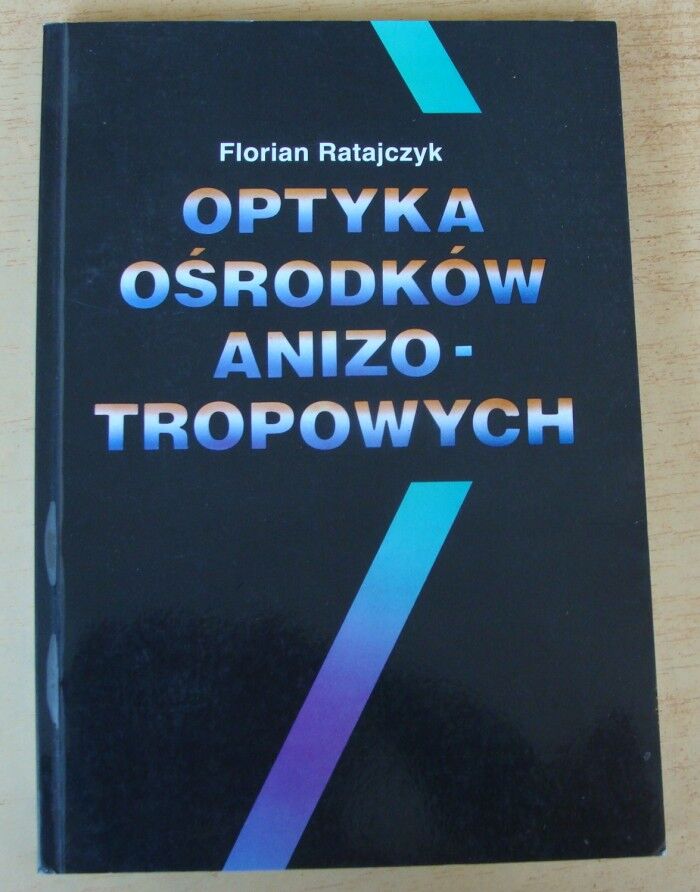 Florian Ratajczyk
OPTYKA
OŚRODKÓW
ANIZO-
TROPOWYCH